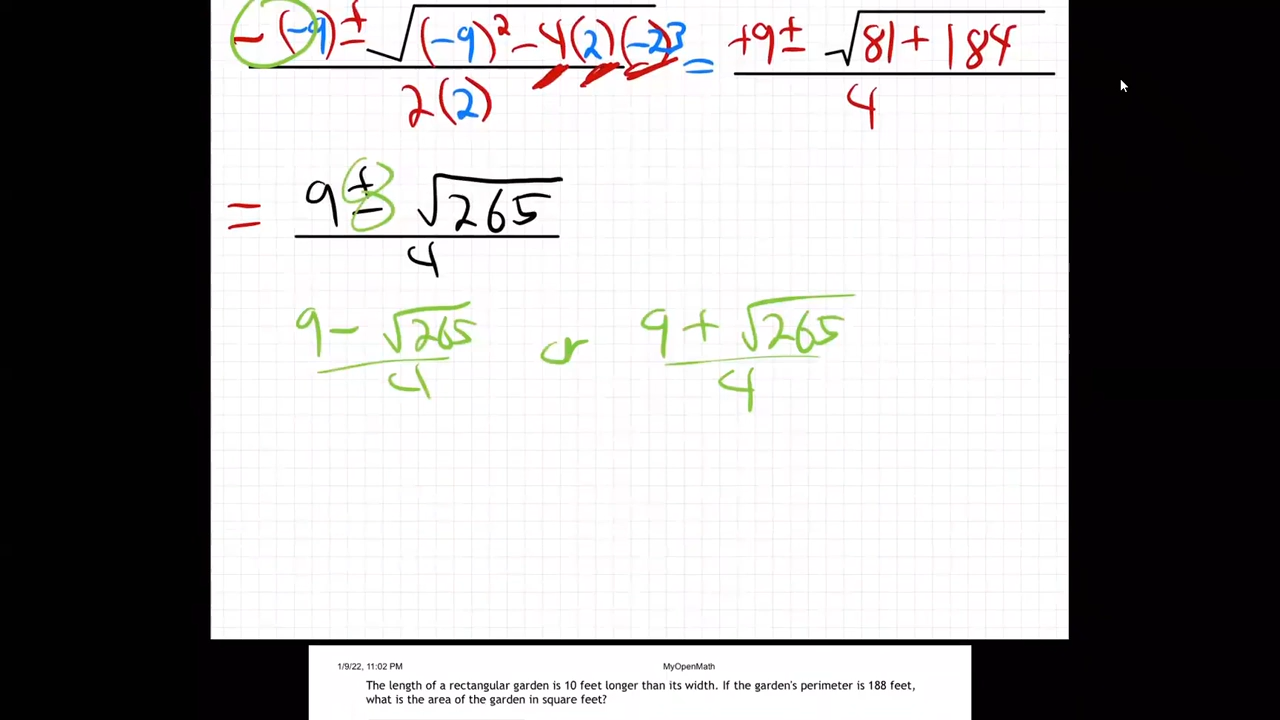 -(-9) ± √(-9)² - 4(2)(-23) / 2(2) = +9 ± √81 + 184 / 4
= 9 ± √265 / 4
9 - √265 / 4 or 9 + √265 / 4
1/9/22, 11:02 PM MyOpenMath
The length of a rectangular garden is 10 feet longer than its width. If the garden's perimeter is 188 feet,
what is the area of the garden in square feet?